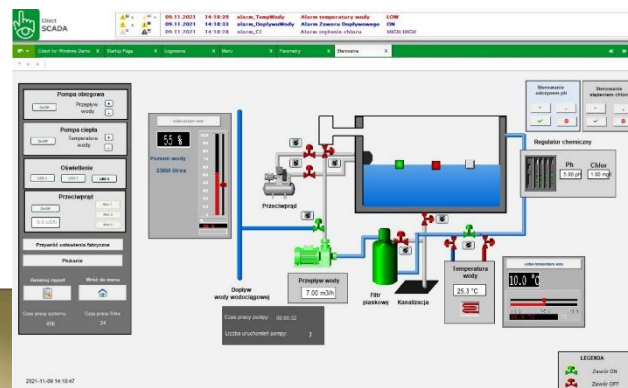 Citect
SCADA
09.11.2021 14:18:39 alarm_TempWody Alarm temperatury wody LOW
09.11.2021 14:18:33 alarm_DoplywuWody Alarm Zaworu Dopływowego ON
09.11.2021 14:18:28 alarm_Cl Alarm stężenia chloru HIGH HIGH
Citect for Windows Demo
Startup Page
Logowanie
Menu
Parametry
Sterowanie
Pompa obiegowa
On/Off
Przepływ
wody
+
-
Pompa ciepła
On/Off
Temperatura
wody
+
-
Oświetlenie
LED 1
LED 2
LED 3
Przeciwprąd
On/Off
Przywróć ustawienia fabryczne
Płukanie
Generuj raport
Wróć do menu
Czas pracy systemu
Czas pracy filtra
24
2021-11-09 14:18:47
55 %
Poziom wody
Przeciwprąd
Dopływ
wody wodociągowej
Przepływ wody
7.00 m3/h
Czas pracy pompy:
Liczba uruchomień pompy:
3
Filtr
piaskowy
Kanalizacja
Temperatura
wody
25.3 °C
10.0 °C
Sterowanie
odczynem pH
Sterowanie
stężeniem chloru
Regulator chemiczny
Ph
Chlor
5.00 pH
1.00 mg/l
LEGENDA
Zawór ON
Zawór OFF